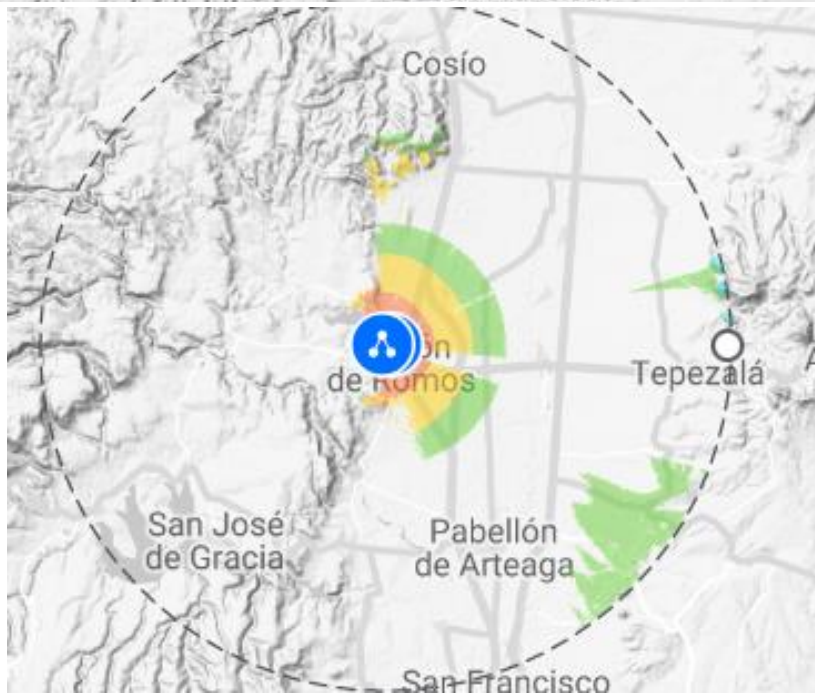 Cosío
ón
de Romos
Tepezalá
A
San José
de Gracia
Pabellón
de Arteaga
San Francisco